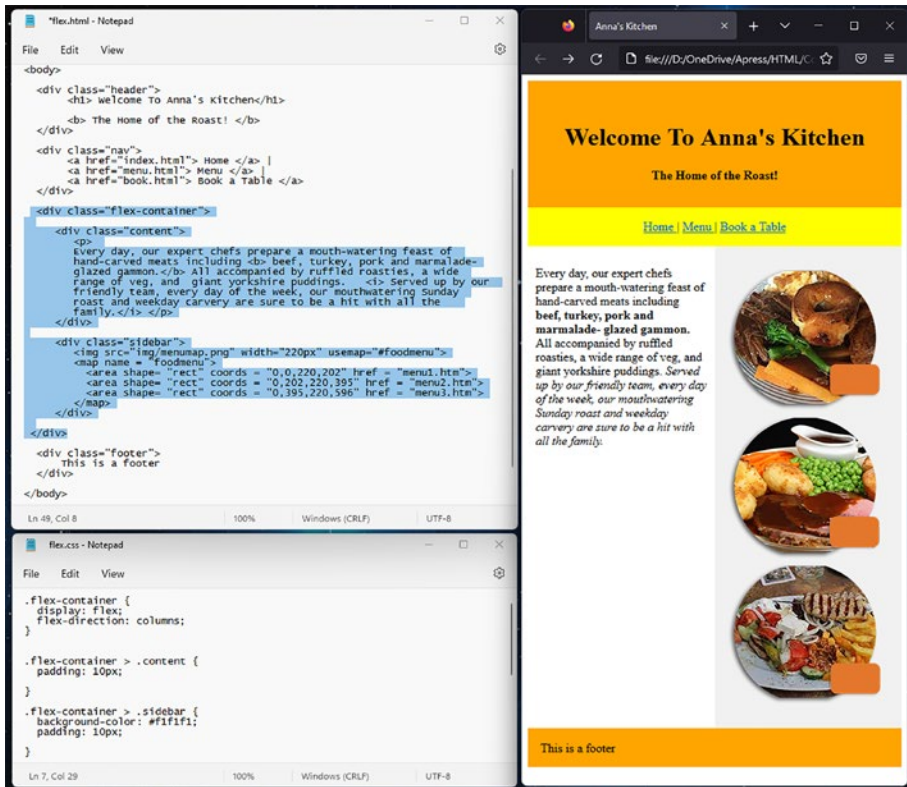 *flex.html - Notepad
File Edit View
<body>
<div class="header">
<h1> Welcome To Anna's Kitchen</h1>
<b> The Home of the Roast! </b>
</div>
<div class="nav">
<a href="index.html"> Home </a> |
<a href="menu.html"> Menu </a> |
<a href="book.html"> Book a Table </a>
</div>
<div class="flex-container">
<div class="content">
<p>
Every day, our expert chefs prepare a mouth-watering feast of
hand-carved meats including <b> beef, turkey, pork and marmalade-
glazed gammon.</b> All accompanied by ruffled roasties, a wide
range of veg, and giant yorkshire puddings. <i> Served up by our
friendly team, every day of the week, our mouthwatering Sunday
roast and weekday carvery are sure to be a hit with all the
family.</i> </p>
</div>
<div class="sidebar">
<img src="img/menumap.png" width="220px" usemap="#foodmenu">
<map name = "foodmenu">
<area shape= "rect" coords = "0,0,220,202" href = "menu1.htm">
<area shape= "rect" coords = "0,202,220,395" href = "menu2.htm">
<area shape= "rect" coords = "0,395,220,596" href = "menu3.htm">
</map>
</div>
</div>
<div class="footer">
This is a footer
</div>
</body>
Ln 49, Col 8 100% Windows (CRLF) UTF-8
flex.css - Notepad
File Edit View
.flex-container {
display: flex;
flex-direction: columns;
}
.flex-container > .content {
padding: 10px;
}
.flex-container > .sidebar {
background-color: #f1f1f1;
padding: 10px;
}
Ln 7, Col 29 100% Windows (CRLF) UTF-8
Anna's Kitchen
file:///D:/OneDrive/Apress/HTML/Co
Welcome To Anna's Kitchen
The Home of the Roast!
Home | Menu | Book a Table
Every day, our expert chefs
prepare a mouth-watering feast of
hand-carved meats including
beef, turkey, pork and
marmalade- glazed gammon.
All accompanied by ruffled
roasties, a wide range of veg, and
giant yorkshire puddings. Served
up by our friendly team, every day
of the week, our mouthwatering
Sunday roast and weekday
carvery are sure to be a hit with
all the family.
This is a footer